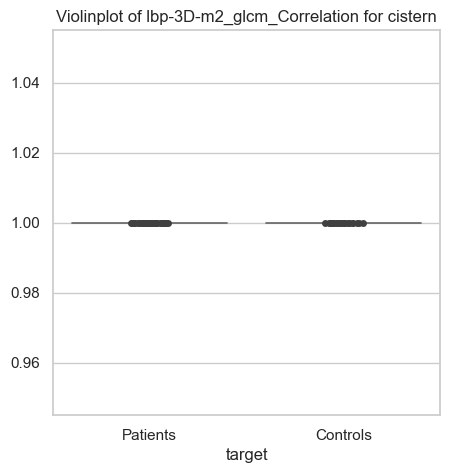 Violinplot of lbp-3D-m2_glcm_Correlation for cistern
1.04
1.02
1.00
0.98
0.96
Patients Controls
target